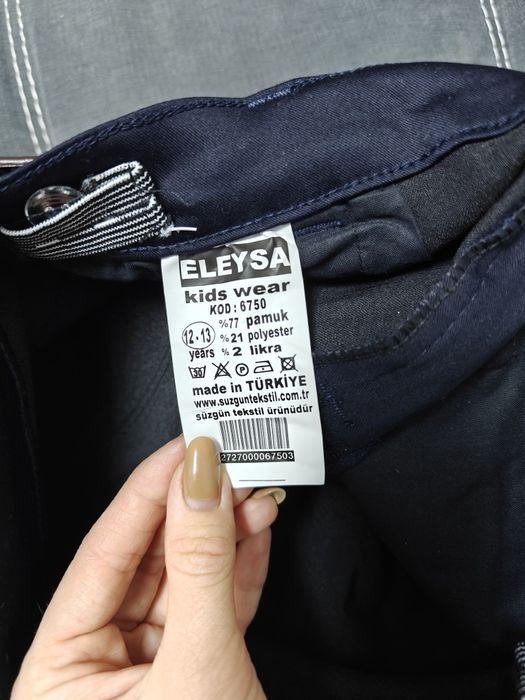 ELEYSA
kids wear
KOD : 6750
%77 pamuk
12-13 %21 polyester
years %2 likra
made in TÜRKİYE
www.suzguntekstil.com.tr
süzgün tekstil ürünüdür
2727000067503